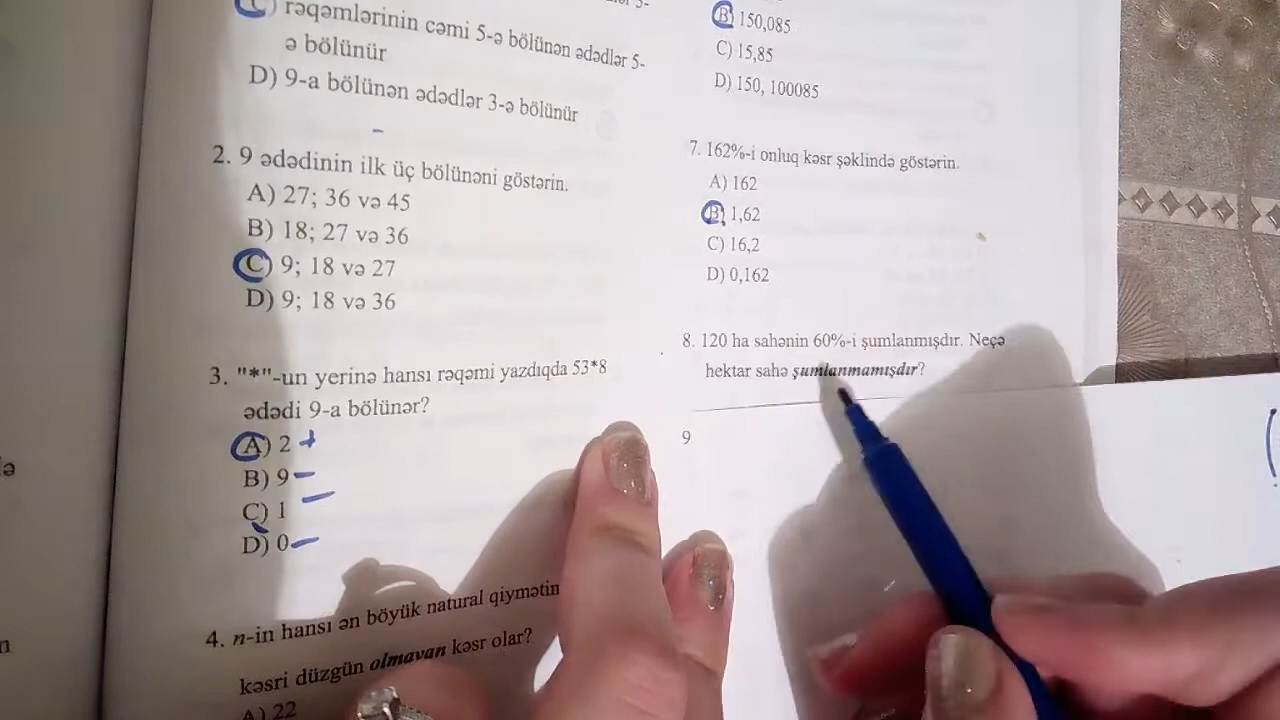 C) rəqəmlərinin cəmi 5-ə bölünən ədədlər 5-
ə bölünür
D) 9-a bölünən ədədlər 3-ə bölünür
2. 9 ədədinin ilk üç bölünəni göstərin.
A) 27; 36 və 45
B) 18; 27 və 36
C) 9; 18 və 27
D) 9; 18 və 36
3. "*"-un yerinə hansı rəqəmi yazdıqda 53*8
ədədi 9-a bölünər?
A) 2 +
B) 9 -
C) 1 -
D) 0 -
4. n-in hansı ən böyük natural qiymətin
kəsri düzgün olmavan kəsr olar?
A) 22
B) 150,085
C) 15,85
D) 150, 100085
7. 162%-i onluq kəsr şəklində göstərin.
A) 162
B) 1,62
C) 16,2
D) 0,162
8. 120 ha sahənin 60%-i şumlanmışdır. Neçə
hektar sahə şumlanmamışdır?
9